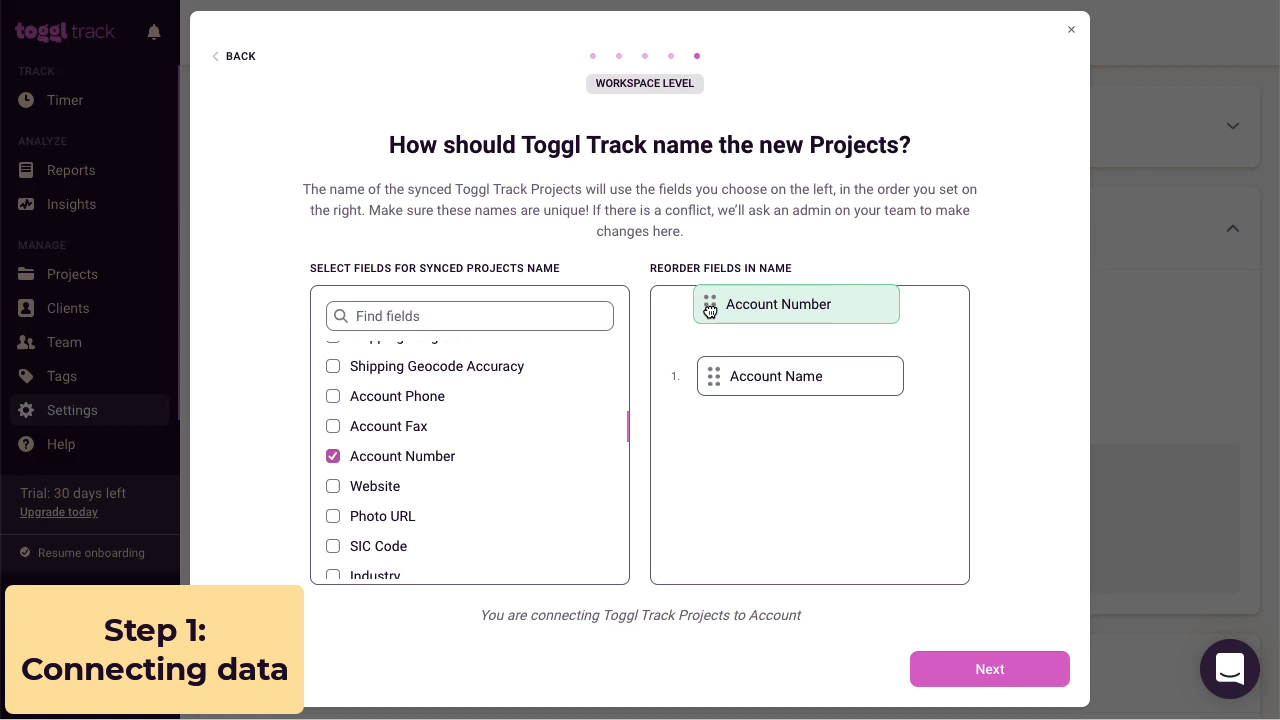 toggl track
TRACK
Timer
ANALYZE
Reports
Insights
MANAGE
Projects
Clients
Team
Tags
Settings
Help
Trial: 30 days left
Upgrade today
Resume onboarding
BACK
WORKSPACE LEVEL
How should Toggl Track name the new Projects?
The name of the synced Toggl Track Projects will use the fields you choose on the left, in the order you set on
the right. Make sure these names are unique! If there is a conflict, we'll ask an admin on your team to make
changes here.
SELECT FIELDS FOR SYNCED PROJECTS NAME
Find fields
Shipping Geocode Accuracy
Account Phone
Account Fax
Account Number
Website
Photo URL
SIC Code
Industry
REORDER FIELDS IN NAME
Account Number
1. Account Name
You are connecting Toggl Track Projects to Account
Next
Step 1:
Connecting data